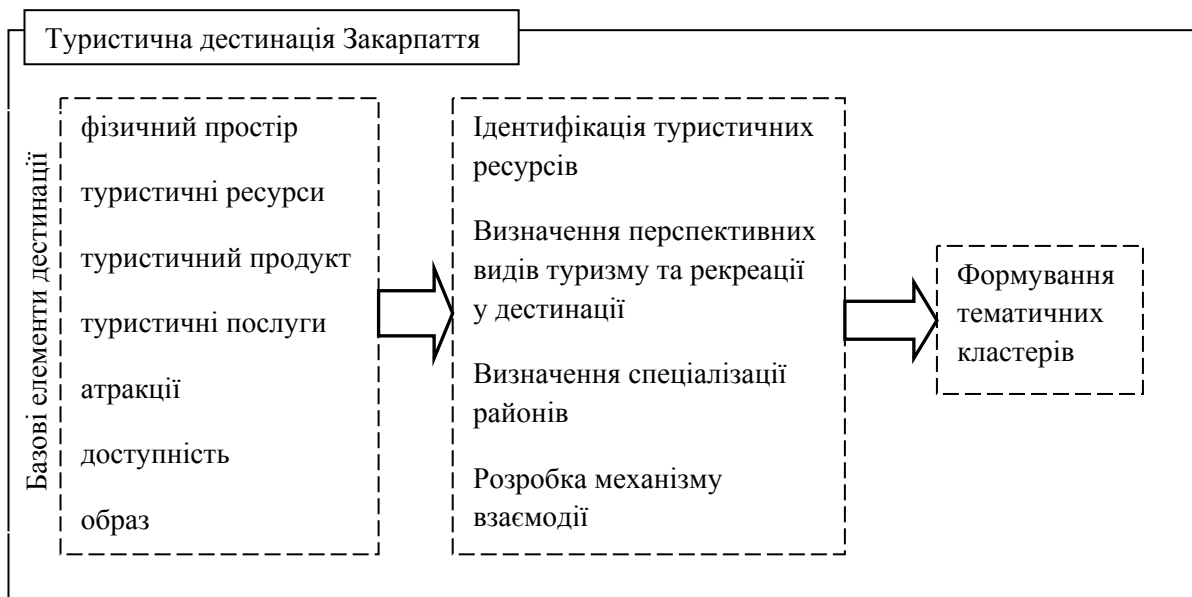 Туристична дестинація Закарпаття
Базові елементи дестинації
фізичний простір
туристичні ресурси
туристичний продукт
туристичні послуги
атракції
доступність
образ
Ідентифікація туристичних
ресурсів
Визначення перспективних
видів туризму та рекреації
у дестинації
Визначення спеціалізації
районів
Розробка механізму
взаємодії
Формування
тематичних
кластерів